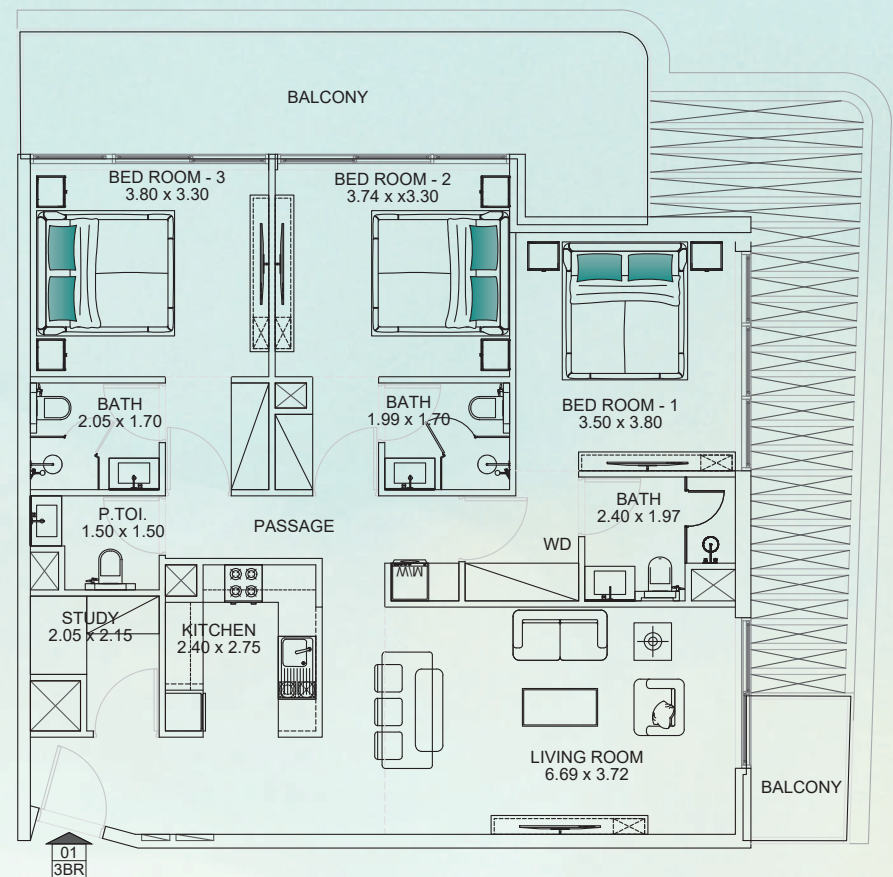 BALCONY
BED ROOM - 3
3.80 x 3.30
BED ROOM - 2
3.74 x x3.30
BATH
2.05 x 1.70
BATH
1.99 x 1.70
BED ROOM - 1
3.50 x 3.80
P.TOI.
1.50 x 1.50
PASSAGE
BATH
2.40 x 1.97
WD
MW
STUDY
2.05 x 2.15
KITCHEN
2.40 x 2.75
LIVING ROOM
6.69 x 3.72
BALCONY
01
3BR